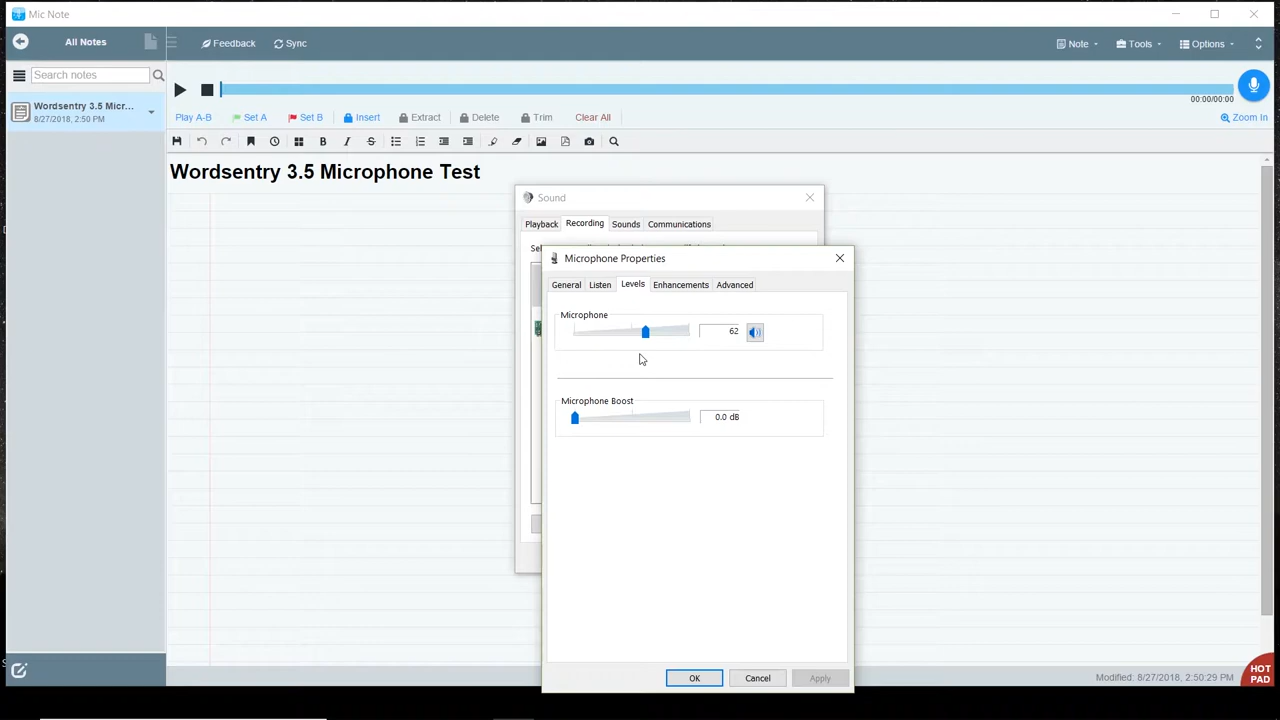 Mic Note
All Notes
Feedback
Sync
Note
Tools
Options
Search notes
Wordsentry 3.5 Micr...
8/27/2018, 2:50 PM
00:00/00:00
Play A-B
Set A
Set B
Insert
Extract
Delete
Trim
Clear All
Zoom In
B
I
S
Wordsentry 3.5 Microphone Test
Sound
Playback
Recording
Sounds
Communications
Microphone Properties
General
Listen
Levels
Enhancements
Advanced
Microphone
62
Microphone Boost
0.0 dB
OK
Cancel
Apply
Modified: 8/27/2018, 2:50:29 PM
HOT
PAD